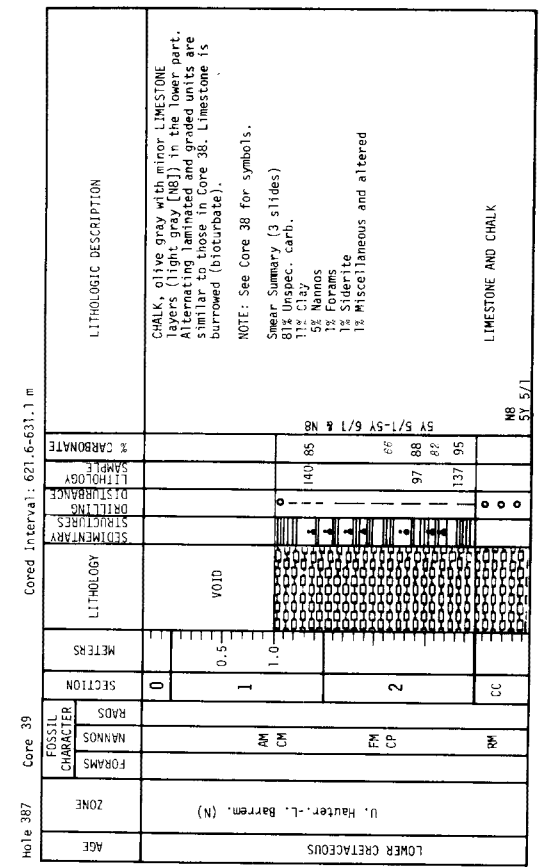 Hole 387 Core 39 Cored Interval: 621.6-631.1 m
AGE
ZONE
FOSSIL
CHARACTER
FORAMS
NANNOS
RADS
SECTION
METERS
LITHOLOGY
SEDIMENTARY
STRUCTURES
DRILLING
DISTURBANCE
LITHOLOGY
SAMPLE
% CARBONATE
LITHOLOGIC DESCRIPTION
LOWER CRETACEOUS
U. Hauter.-L. Barrem. (N)
AM
CM
FM
CP
RM
0
1
2
CC
0.5
1.0
VOID
140
97
137
85
66
88
82
95
5Y 5/1-5Y 6/1 & N8
N8
5Y 5/1
CHALK, olive gray with minor LIMESTONE
layers (light gray [N8]) in the lower part.
Alternating laminated and graded units are
similar to those in Core 38. Limestone is
burrowed (bioturbate).
NOTE: See Core 38 for symbols.
Smear Summary (3 slides)
81% Unspec. carb.
11% Clay
5% Nannos
1% Forams
1% Siderite
1% Miscellaneous and altered
LIMESTONE AND CHALK